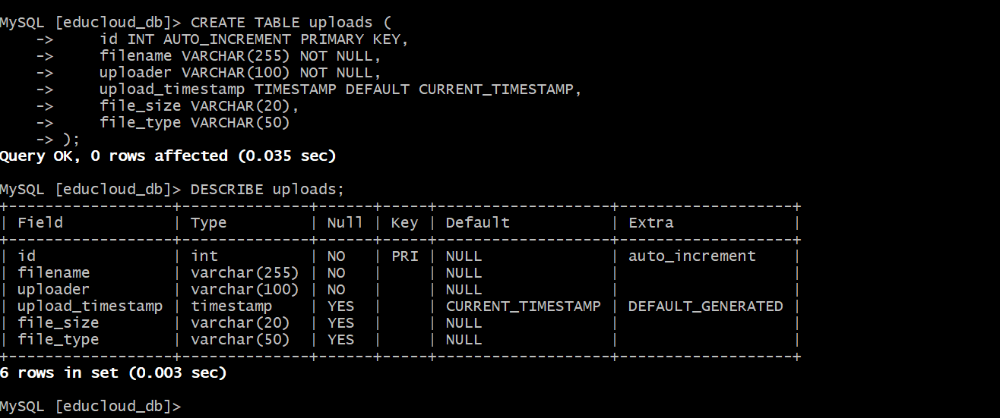 MySQL [educloud_db]> CREATE TABLE uploads (
    ->     id INT AUTO_INCREMENT PRIMARY KEY,
    ->     filename VARCHAR(255) NOT NULL,
    ->     uploader VARCHAR(100) NOT NULL,
    ->     upload_timestamp TIMESTAMP DEFAULT CURRENT_TIMESTAMP,
    ->     file_size VARCHAR(20),
    ->     file_type VARCHAR(50)
    -> );
Query OK, 0 rows affected (0.035 sec)

MySQL [educloud_db]> DESCRIBE uploads;
+------------------+--------------+------+-----+-------------------+-------------------+
| Field            | Type         | Null | Key | Default           | Extra             |
+------------------+--------------+------+-----+-------------------+-------------------+
| id               | int          | NO   | PRI | NULL              | auto_increment    |
| filename         | varchar(255) | NO   |     | NULL              |                   |
| uploader         | varchar(100) | NO   |     | NULL              |                   |
| upload_timestamp | timestamp    | YES  |     | CURRENT_TIMESTAMP | DEFAULT_GENERATED |
| file_size        | varchar(20)  | YES  |     | NULL              |                   |
| file_type        | varchar(50)  | YES  |     | NULL              |                   |
+------------------+--------------+------+-----+-------------------+-------------------+
6 rows in set (0.003 sec)

MySQL [educloud_db]>